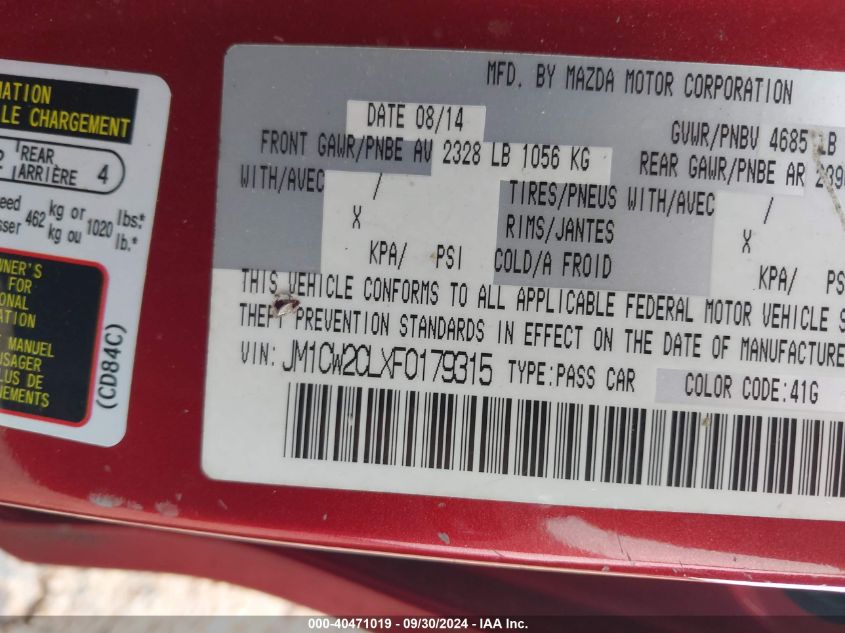 MATION
LE CHARGEMENT
REAR
ARRIÈRE 4
kg or 1020 lbs.*
462 kg ou lb.*
FOR
MANUEL
(CD84C)
MFD. BY MAZDA MOTOR CORPORATION
DATE 08/14
GVWR/PNBV 4685 LB
FRONT GAWR/PNBE AV 2328 LB 1056 KG
REAR GAWR/PNBE AR
WITH/AVEC /
TIRES/PNEUS WITH/AVEC /
X RIMS/JANTES X
KPA/ PSI COLD/A FROID KPA/
THIS VEHICLE CONFORMS TO ALL APPLICABLE FEDERAL MOTOR VEHICLE S
THEFT PREVENTION STANDARDS IN EFFECT ON THE DATE OF MANUFACTURE
VIN: JM1CW2CLXF0179315 TYPE:PASS CAR COLOR CODE:41G
000-40471019 - 09/30/2024 - IAA Inc.